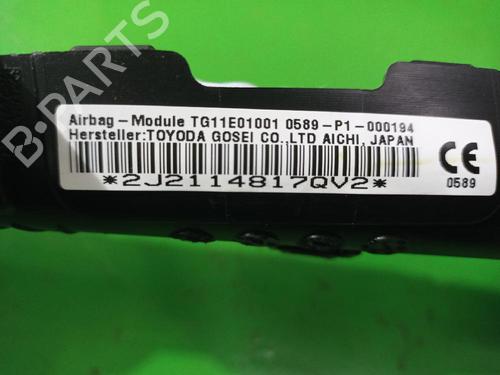 B-PARTS
Airbag-Module TG11E01001 0589-P1-000194
Hersteller:TOYODA GOSEI CO.,LTD AICHI, JAPAN
*2J2114817QV2*
CE
0589